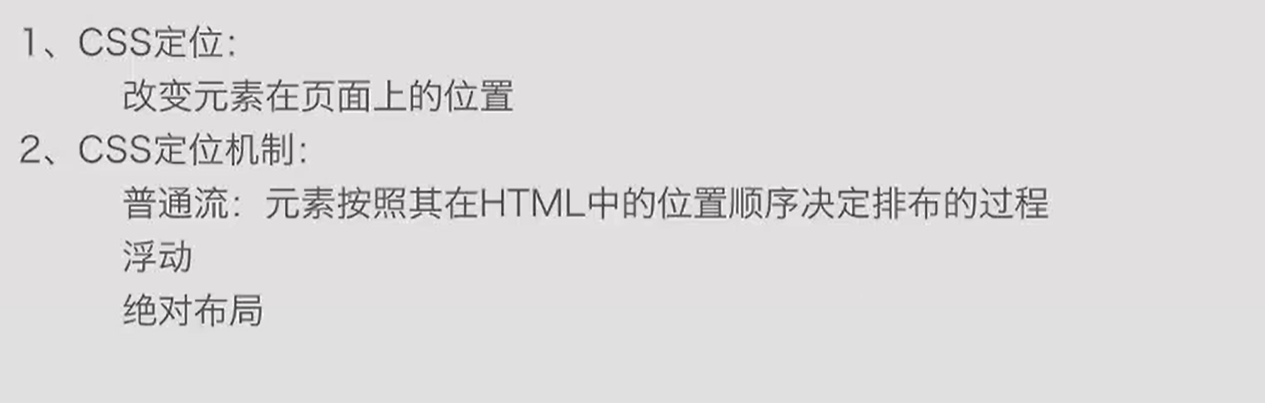 1、CSS定位：
改变元素在页面上的位置
2、CSS定位机制：
普通流：元素按照其在HTML中的位置顺序决定排布的过程
浮动
绝对布局